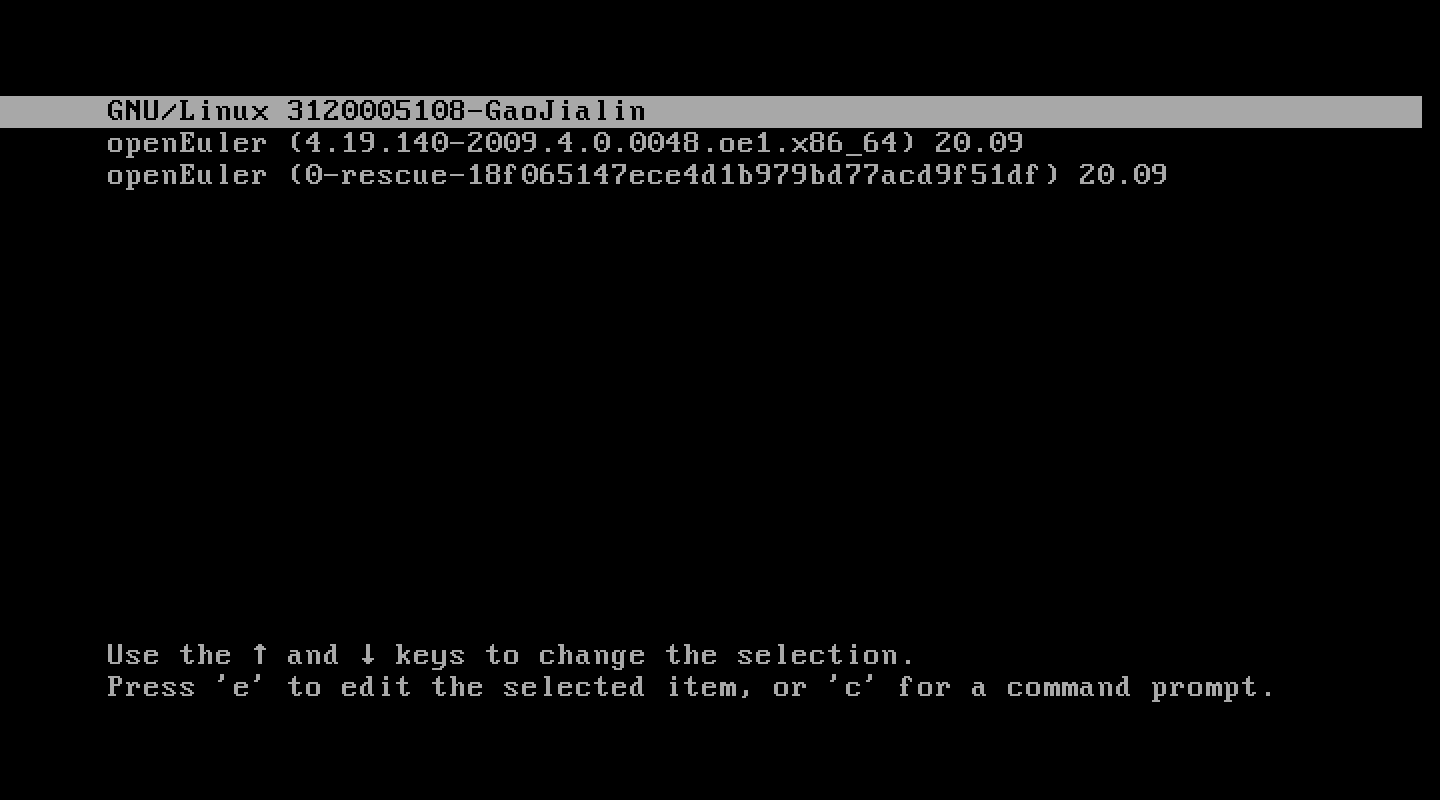 GNU/Linux 3120005108-GaoJialin
openEuler (4.19.140-2009.4.0.0048.oe1.x86_64) 20.09
openEuler (0-rescue-18f065147ece4d1b979bd77acd9f51df) 20.09
Use the ↑ and ↓ keys to change the selection.
Press 'e' to edit the selected item, or 'c' for a command prompt.